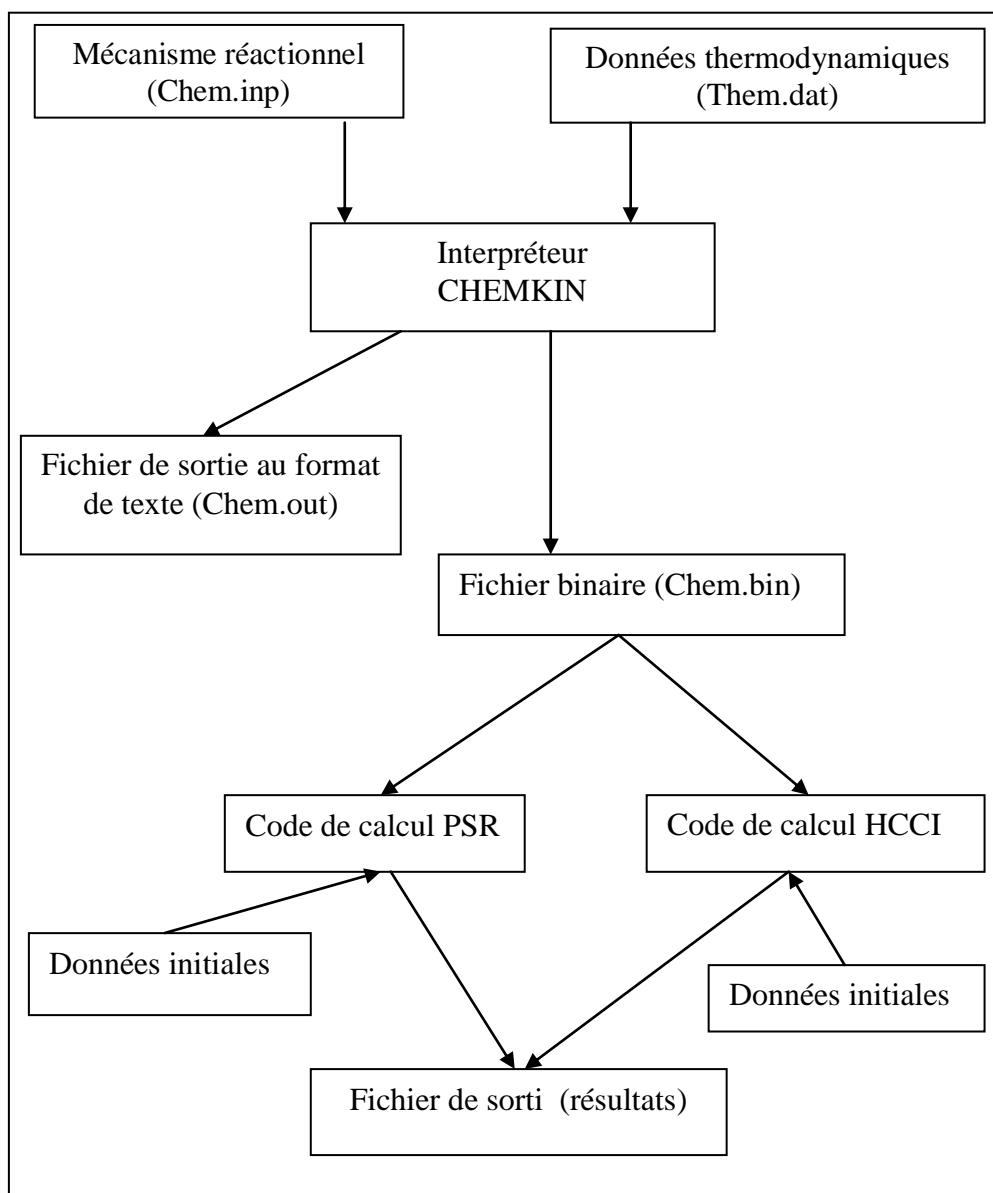 Mécanisme réactionnel
(Chem.inp)
Données thermodynamiques
(Them.dat)
Interpréteur
CHEMKIN
Fichier de sortie au format
de texte (Chem.out)
Fichier binaire (Chem.bin)
Code de calcul PSR
Code de calcul HCCI
Données initiales
Données initiales
Fichier de sorti (résultats)